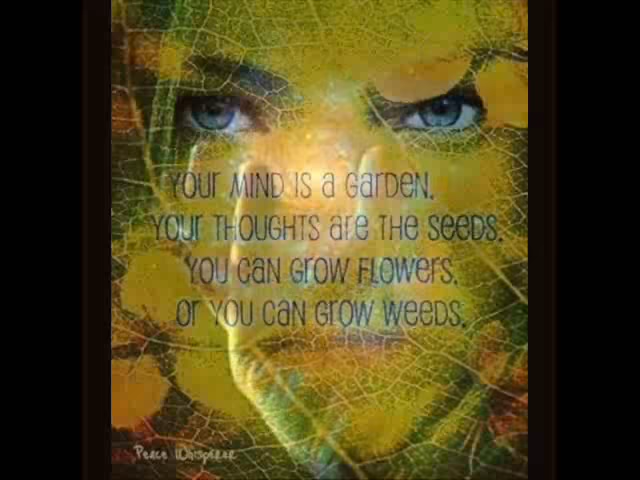 Your Mind is a Garden.
Your Thoughts are the seeds.
You can Grow Flowers.
Or You can Grow Weeds.
Peace Whisperer